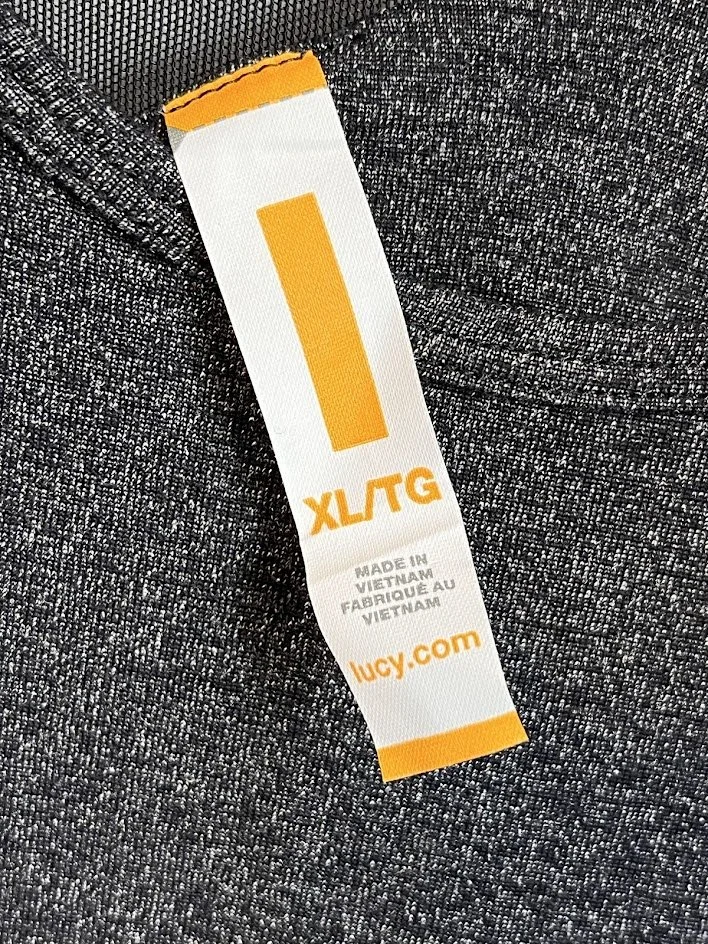 XL/TG
MADE IN
VIETNAM
FABRIQUÉ AU
VIETNAM
lucy.com